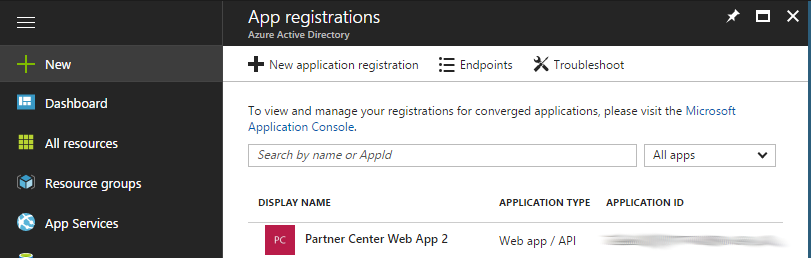 App registrations
Azure Active Directory
New
Dashboard
All resources
Resource groups
App Services
New application registration
Endpoints
Troubleshoot
To view and manage your registrations for converged applications, please visit the Microsoft
Application Console.
Search by name or AppId
All apps
DISPLAY NAME
APPLICATION TYPE
APPLICATION ID
PC
Partner Center Web App 2
Web app / API